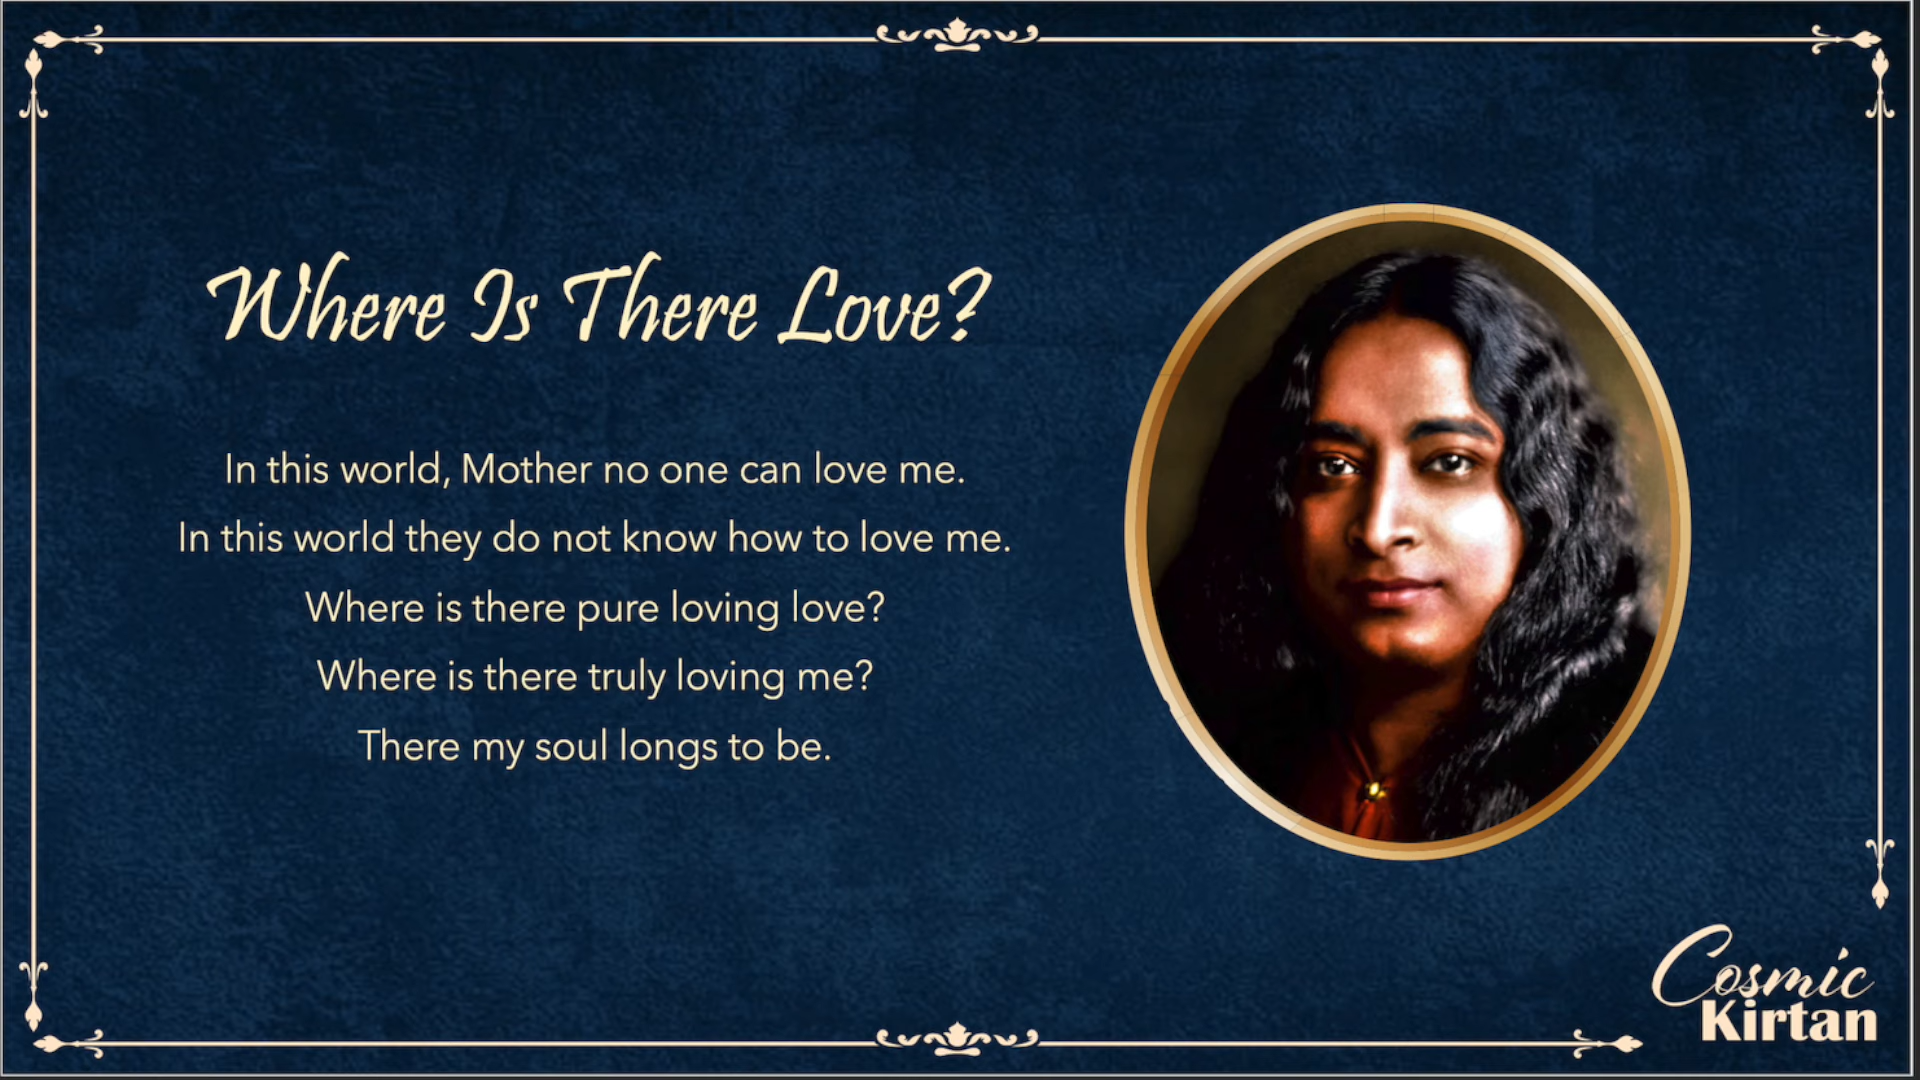 Where Is There Love?
In this world, Mother no one can love me.
In this world they do not know how to love me.
Where is there pure loving love?
Where is there truly loving me?
There my soul longs to be.
Cosmic
Kirtan